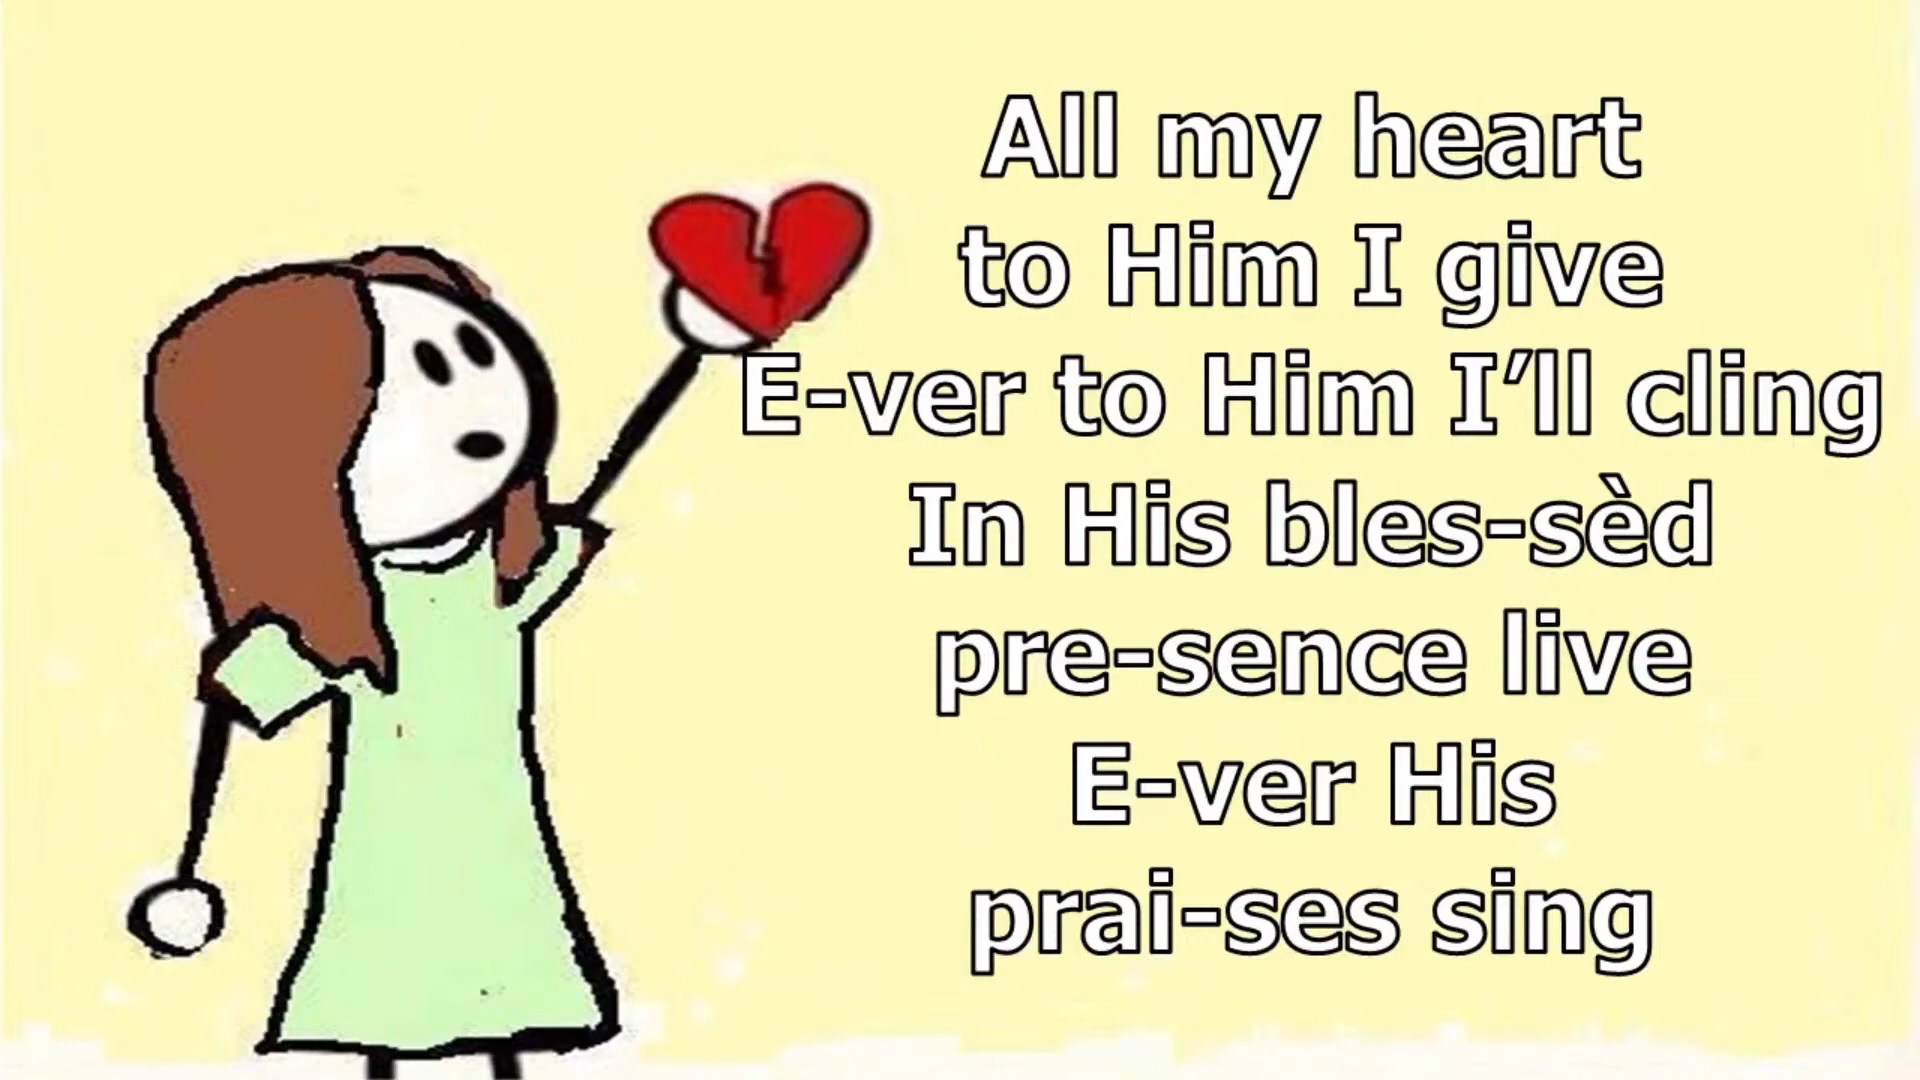 All my heart
to Him I give
E-ver to Him I’ll cling
In His bles-sèd
pre-sence live
E-ver His
prai-ses sing